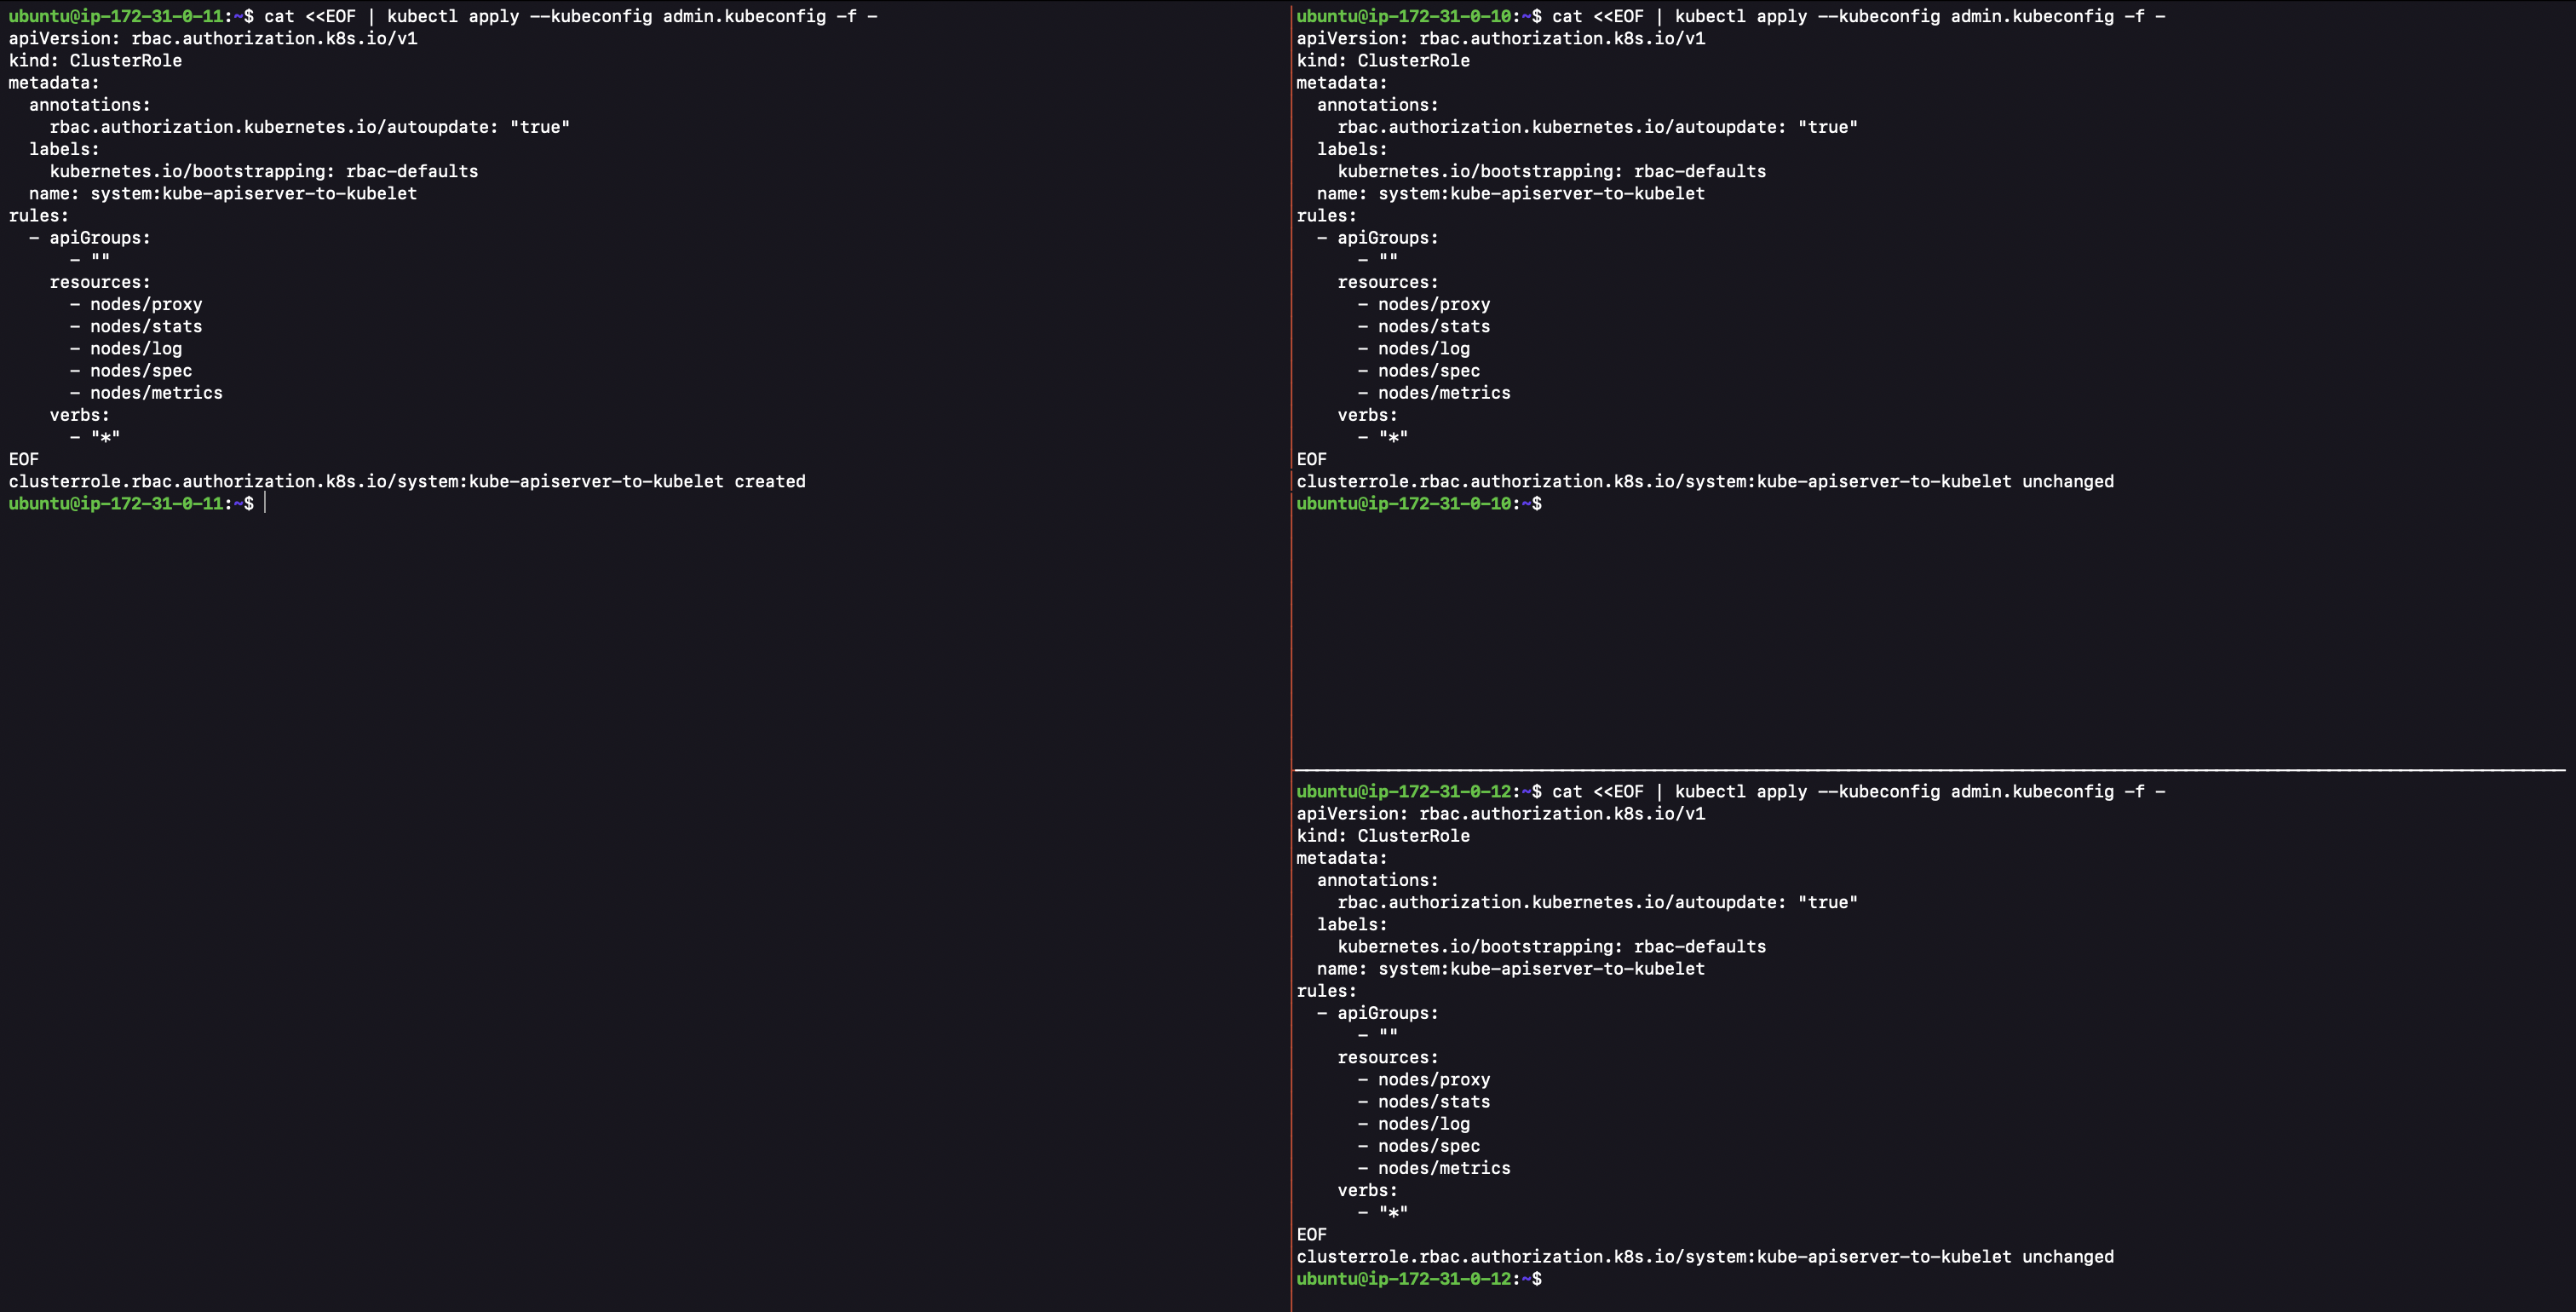 ubuntu@ip-172-31-0-11:~$ cat <<EOF | kubectl apply --kubeconfig admin.kubeconfig -f -
apiVersion: rbac.authorization.k8s.io/v1
kind: ClusterRole
metadata:
  annotations:
    rbac.authorization.kubernetes.io/autoupdate: "true"
  labels:
    kubernetes.io/bootstrapping: rbac-defaults
  name: system:kube-apiserver-to-kubelet
rules:
  - apiGroups:
      - ""
    resources:
      - nodes/proxy
      - nodes/stats
      - nodes/log
      - nodes/spec
      - nodes/metrics
    verbs:
      - "*"
EOF
clusterrole.rbac.authorization.k8s.io/system:kube-apiserver-to-kubelet created
ubuntu@ip-172-31-0-11:~$
ubuntu@ip-172-31-0-10:~$ cat <<EOF | kubectl apply --kubeconfig admin.kubeconfig -f -
apiVersion: rbac.authorization.k8s.io/v1
kind: ClusterRole
metadata:
  annotations:
    rbac.authorization.kubernetes.io/autoupdate: "true"
  labels:
    kubernetes.io/bootstrapping: rbac-defaults
  name: system:kube-apiserver-to-kubelet
rules:
  - apiGroups:
      - ""
    resources:
      - nodes/proxy
      - nodes/stats
      - nodes/log
      - nodes/spec
      - nodes/metrics
    verbs:
      - "*"
EOF
clusterrole.rbac.authorization.k8s.io/system:kube-apiserver-to-kubelet unchanged
ubuntu@ip-172-31-0-10:~$
ubuntu@ip-172-31-0-12:~$ cat <<EOF | kubectl apply --kubeconfig admin.kubeconfig -f -
apiVersion: rbac.authorization.k8s.io/v1
kind: ClusterRole
metadata:
  annotations:
    rbac.authorization.kubernetes.io/autoupdate: "true"
  labels:
    kubernetes.io/bootstrapping: rbac-defaults
  name: system:kube-apiserver-to-kubelet
rules:
  - apiGroups:
      - ""
    resources:
      - nodes/proxy
      - nodes/stats
      - nodes/log
      - nodes/spec
      - nodes/metrics
    verbs:
      - "*"
EOF
clusterrole.rbac.authorization.k8s.io/system:kube-apiserver-to-kubelet unchanged
ubuntu@ip-172-31-0-12:~$